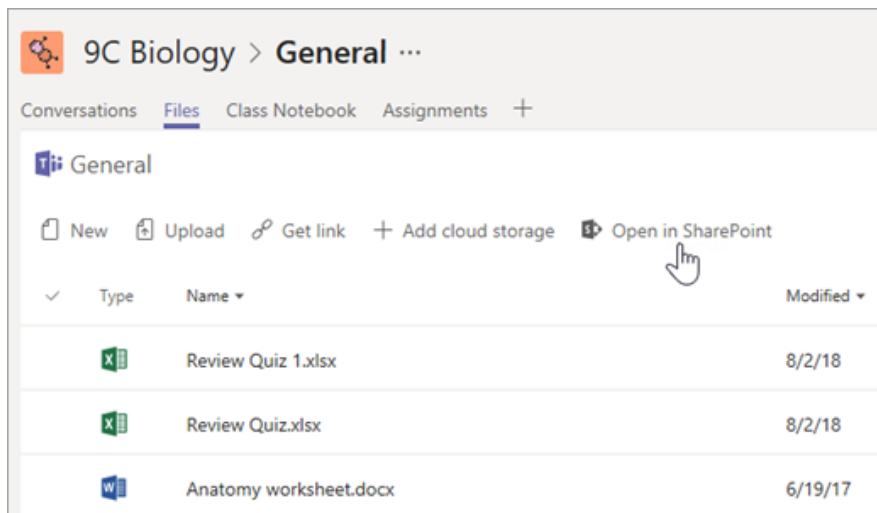 9C Biology > General ···
Conversations Files Class Notebook Assignments +
General
New Upload Get link + Add cloud storage Open in SharePoint
Type Name Modified
Review Quiz 1.xlsx 8/2/18
Review Quiz.xlsx 8/2/18
Anatomy worksheet.docx 6/19/17